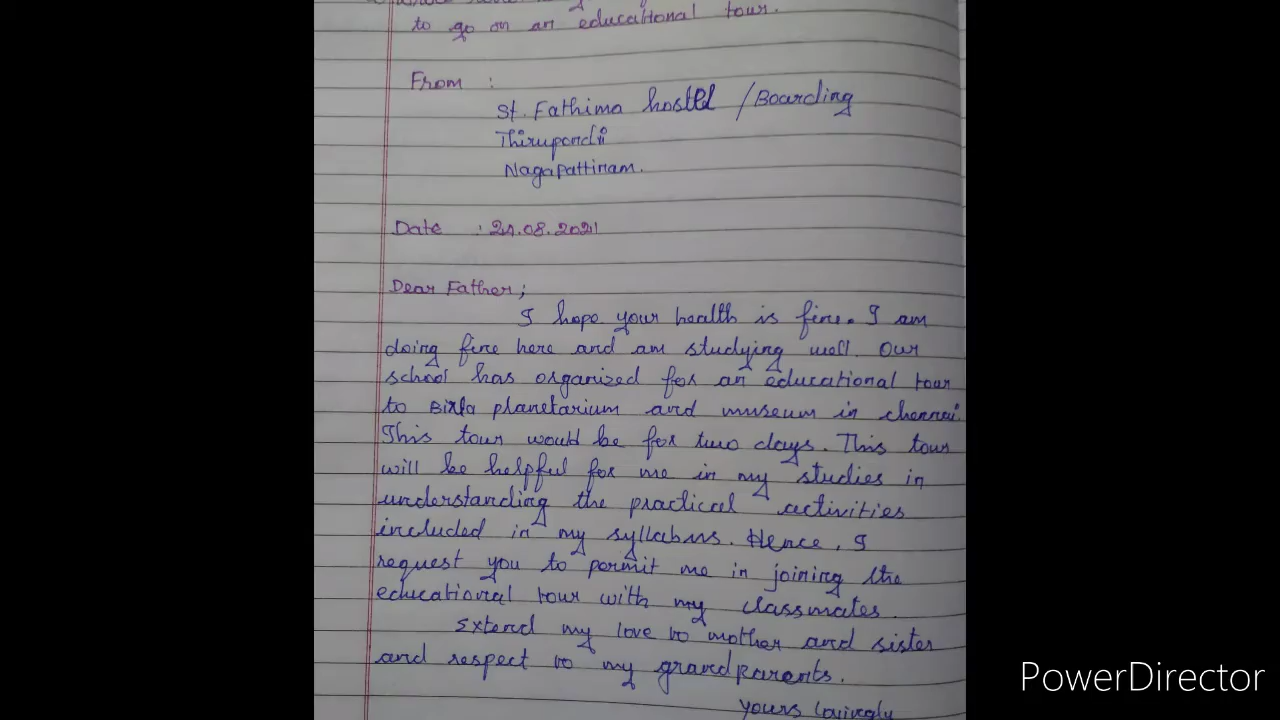 to go on an educational tour.
From :
St. Fathima hostel / Boarding
Thirupondi
Nagapattinam.
Date : 24.08.2021
Dear Father;
I hope your health is fine. I am
doing fine here and am studying well. Our
school has organized for an educational tour
to Birla planetarium and museum in chennai.
This tour would be for two days. This tour
will be helpful for me in my studies in
understanding the practical activities
included in my syllabus. Hence, I
request you to permit me in joining the
educational tour with my classmates.
Extend my love to mother and sister
and respect to my grandparents.
yours lovingly
PowerDirector